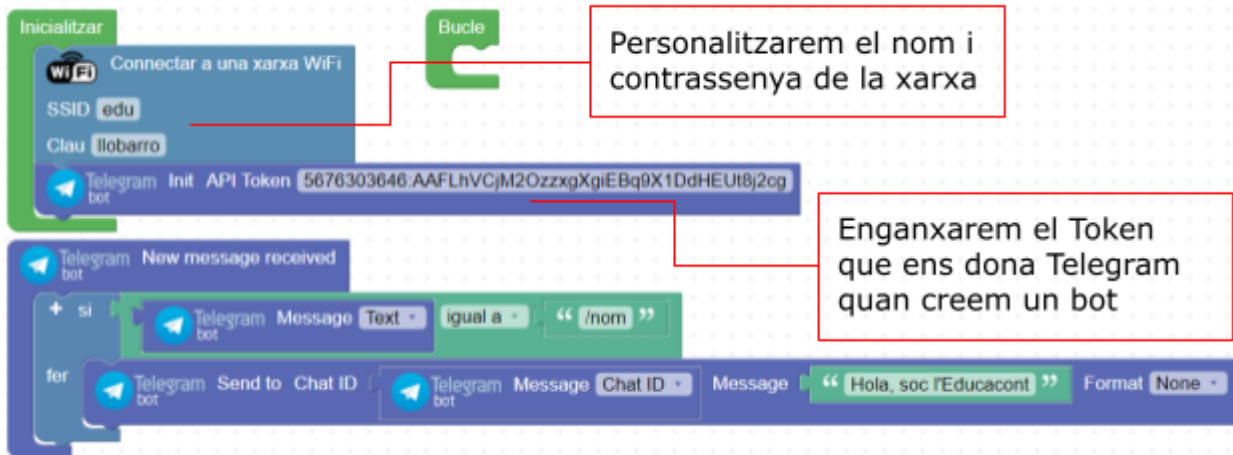 Inicialitzar
Bucle
WiFi Connectar a una xarxa WiFi
SSID edu
Clau llobarro
Telegram bot Init API Token 5676303646:AAFLhVCjM2OzzxgXgiEBq9X1DdHEUt8j2cg
Personalitzarem el nom i
contrassenya de la xarxa
Enganxarem el Token
que ens dona Telegram
quan creem un bot
Telegram bot New message received
+ si Telegram bot Message Text igual a “ /nom ”
fer Telegram bot Send to Chat ID Telegram bot Message Chat ID Message “ Hola, soc l'Educacont ” Format None